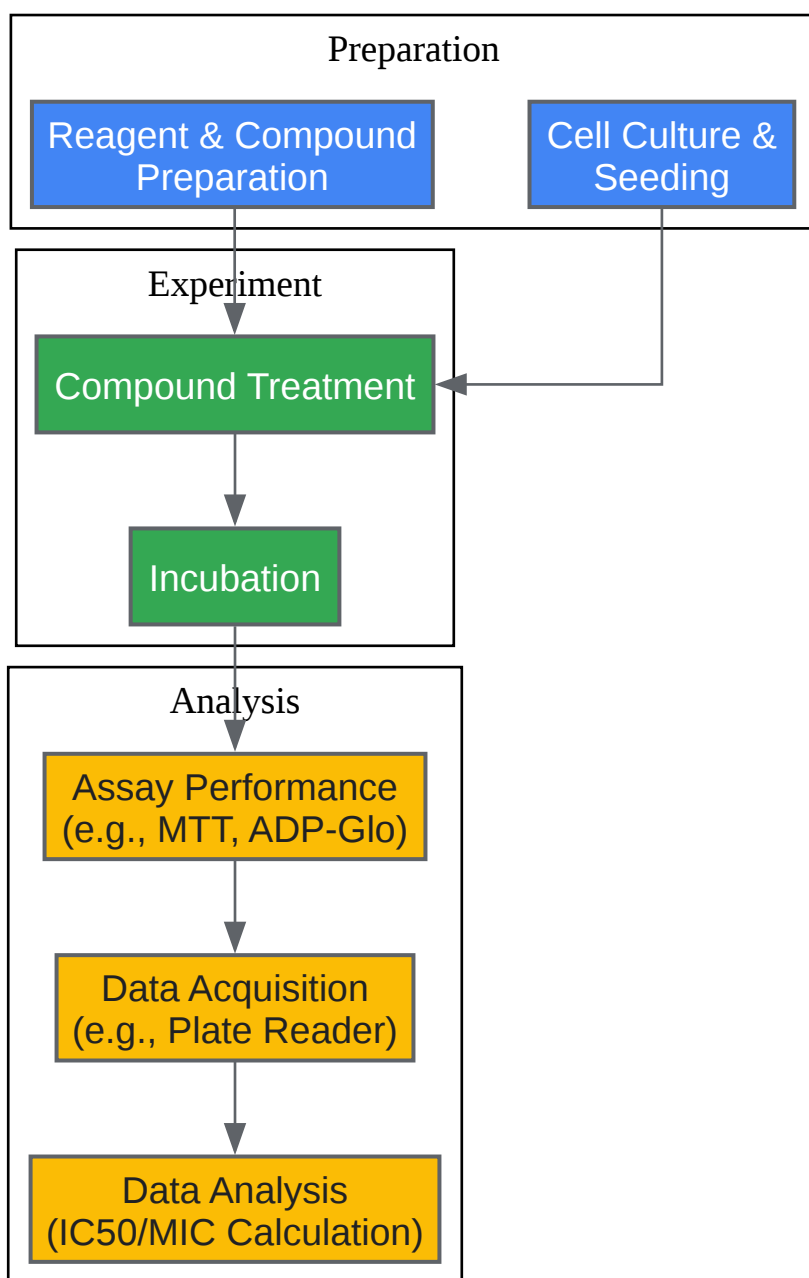 Preparation
Reagent & Compound
Preparation
Cell Culture &
Seeding
Experiment
Compound Treatment
Incubation
Analysis
Assay Performance
(e.g., MTT, ADP-Glo)
Data Acquisition
(e.g., Plate Reader)
Data Analysis
(IC50/MIC Calculation)